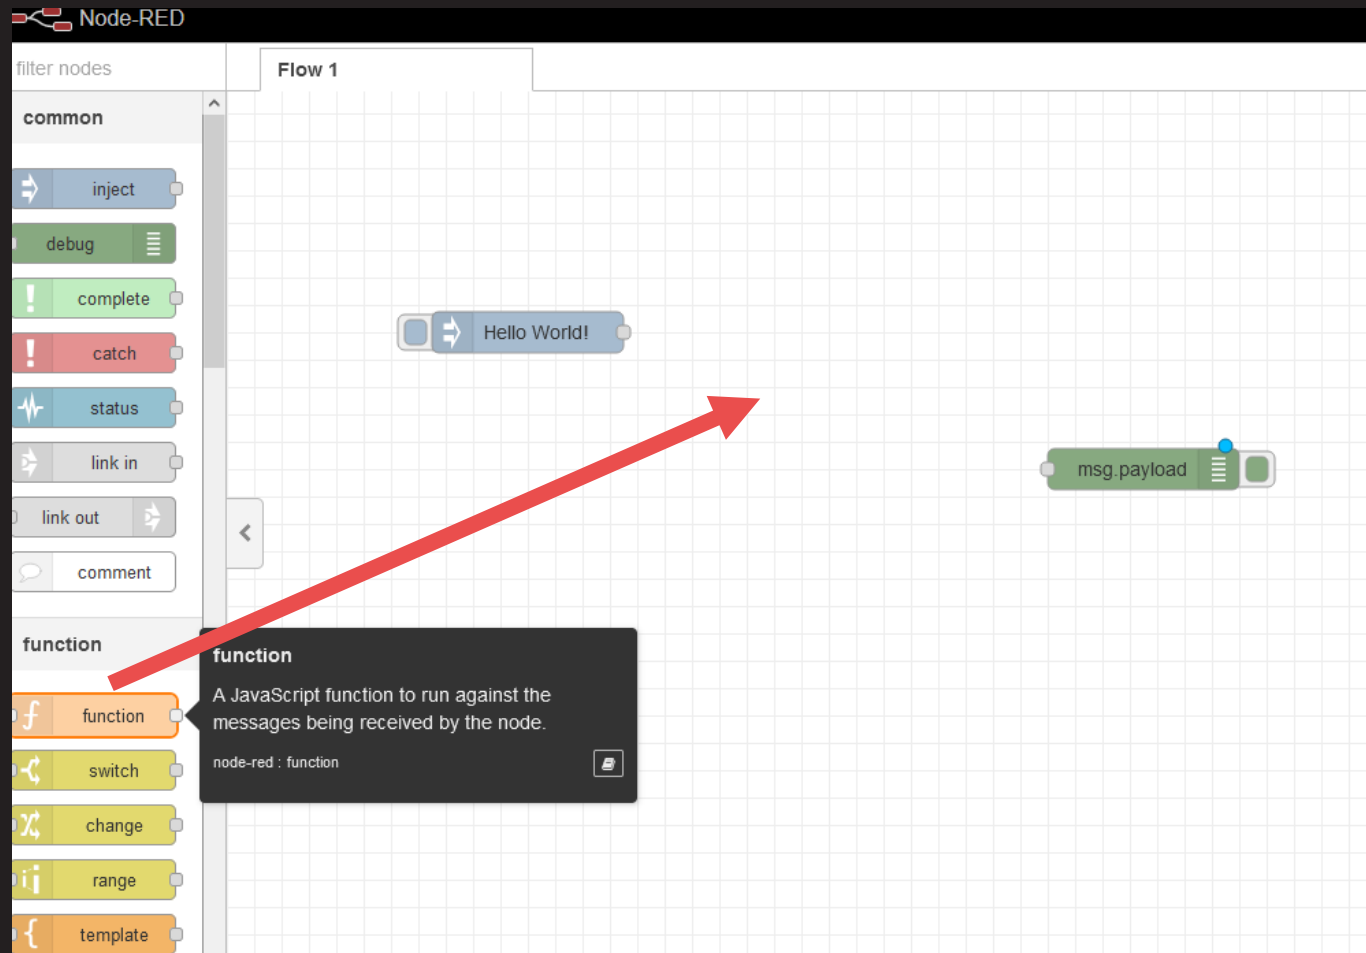 Node-RED
filter nodes
Flow 1
common
inject
debug
complete
catch
status
link in
link out
comment
function
function
switch
change
range
template
Hello World!
msg.payload
function
A JavaScript function to run against the
messages being received by the node.
node-red : function